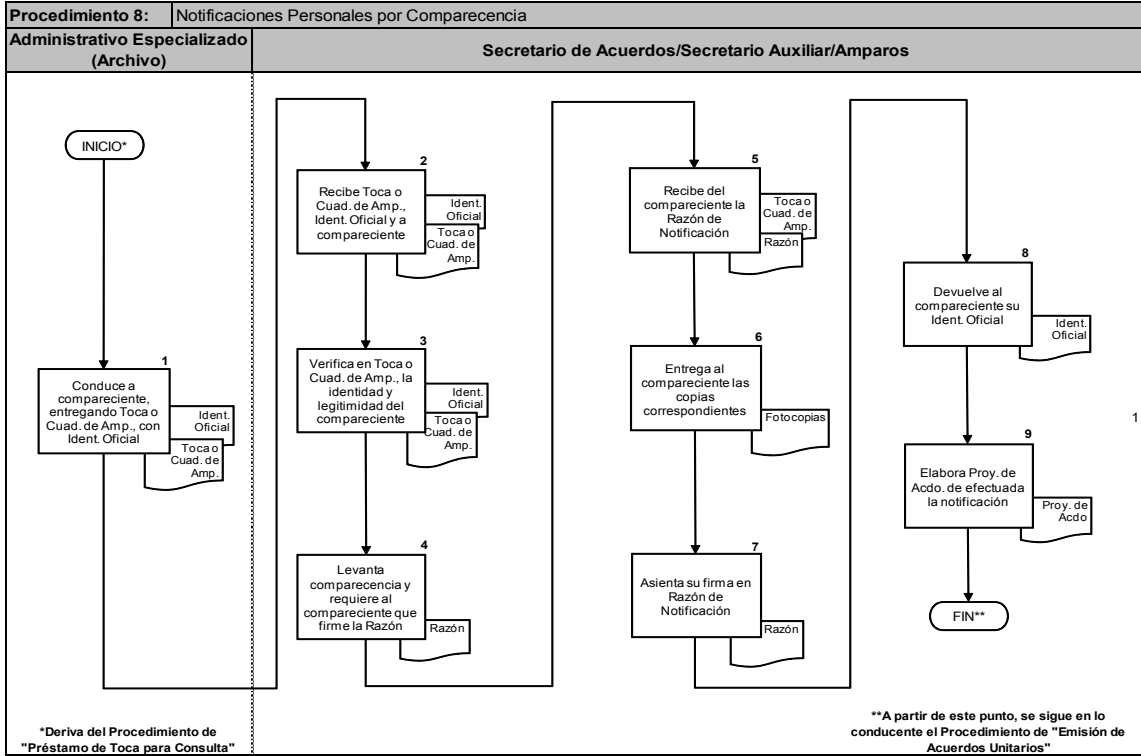 Procedimiento 8: Notificaciones Personales por Comparecencia
Administrativo Especializado
(Archivo)
Secretario de Acuerdos/Secretario Auxiliar/Amparos
INICIO*
1
Conduce a
compareciente,
entregando Toca o
Cuad. de Amp., con
Ident. Oficial
Ident.
Oficial
Toca o
Cuad. de
Amp.
*Deriva del Procedimiento de
"Préstamo de Toca para Consulta"
2
Recibe Toca o
Cuad. de Amp.,
Ident. Oficial y a
compareciente
Ident.
Oficial
Toca o
Cuad. de
Amp.
3
Verifica en Toca o
Cuad. de Amp., la
identidad y
legitimidad del
compareciente
Ident.
Oficial
Toca o
Cuad. de
Amp.
4
Levanta
comparecencia y
requiere al
compareciente que
firme la Razón
Razón
5
Recibe del
compareciente la
Razón de
Notificación
Toca o
Cuad. de
Amp.
Razón
6
Entrega al
compareciente las
copias
correspondientes
Fotocopias
7
Asienta su firma en
Razón de
Notificación
Razón
8
Devuelve al
compareciente su
Ident. Oficial
Ident.
Oficial
9
Elabora Proy. de
Acdo. de efectuada
la notificación
Proy. de
Acdo
FIN**
1
**A partir de este punto, se sigue en lo
conducente el Procedimiento de "Emisión de
Acuerdos Unitarios"